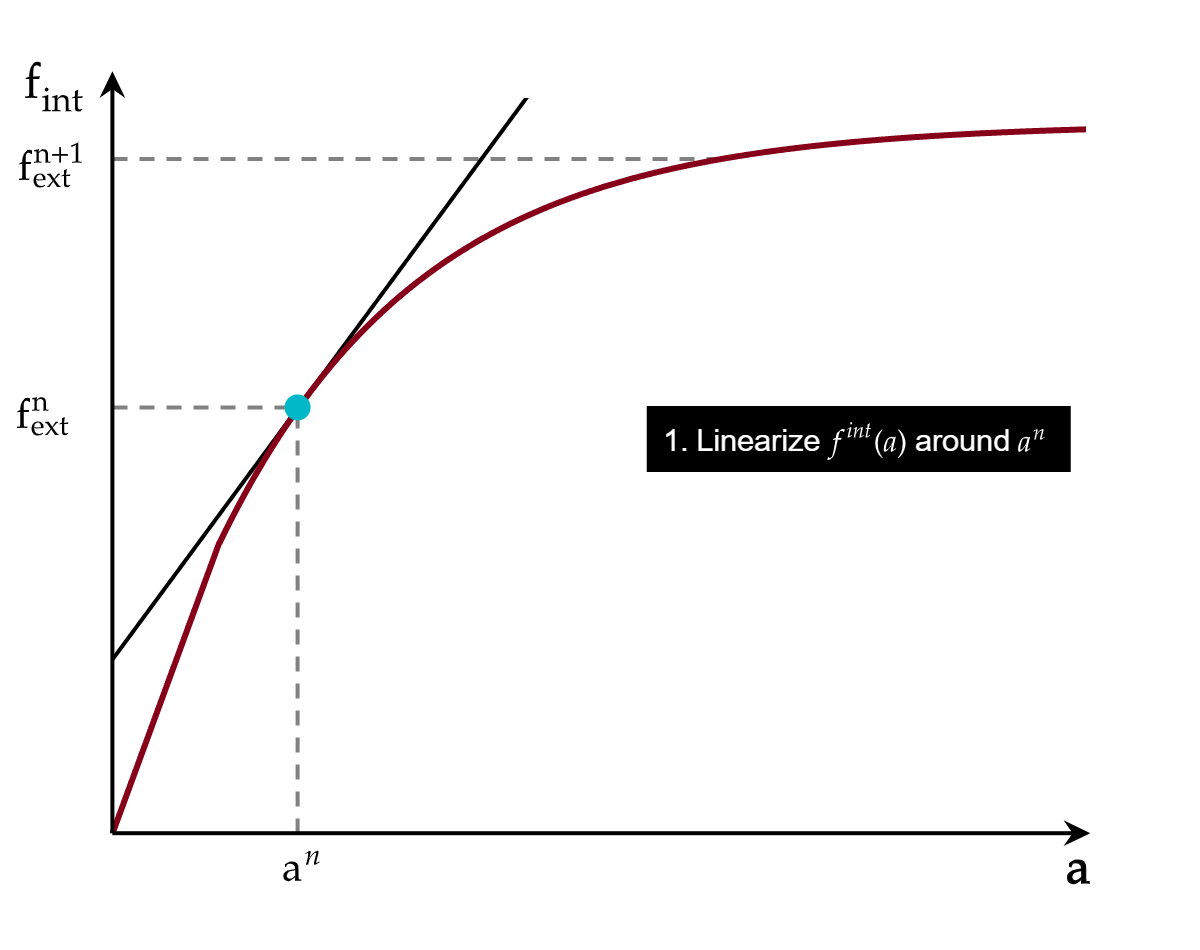 f_int
f_ext^n+1
f_ext^n
1. Linearize f^int(a) around a^n
a^n
a